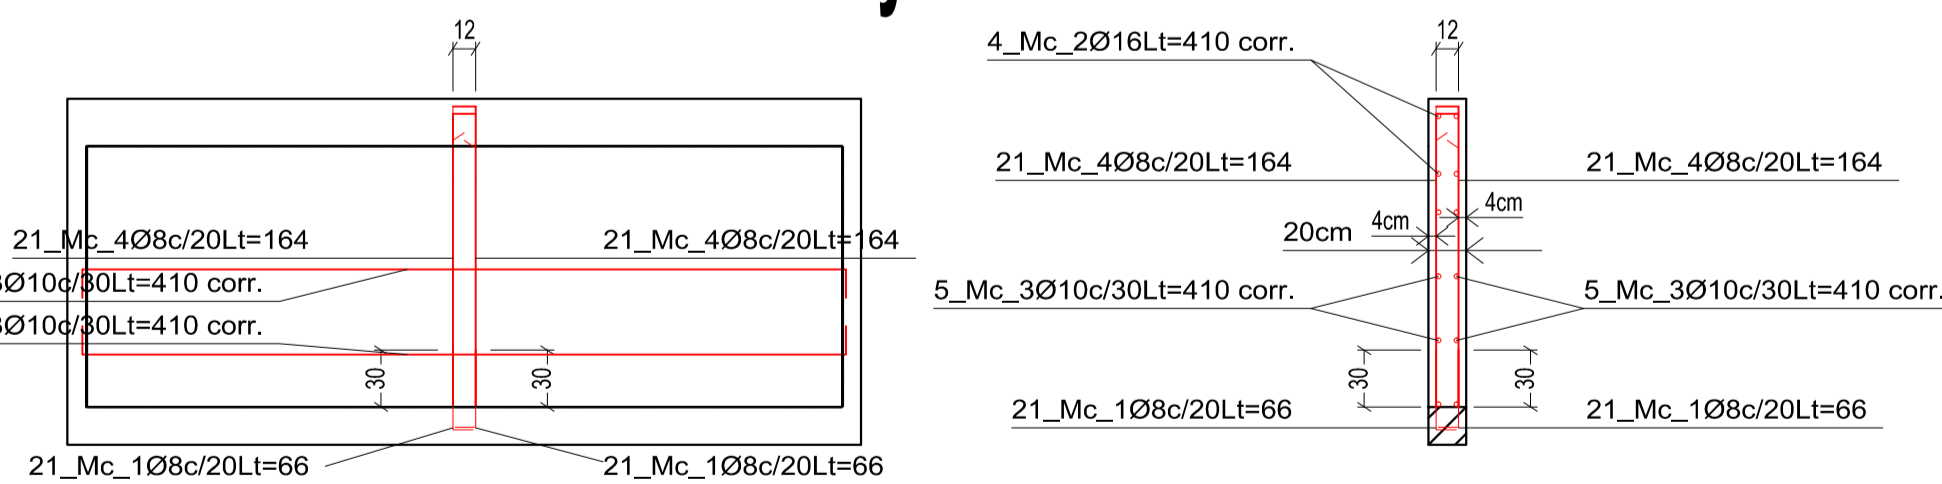 12
21_Mc_4Ø8c/20Lt=164
21_Mc_4Ø8c/20Lt=164
Ø10c/30Lt=410 corr.
Ø10c/30Lt=410 corr.
30
30
21_Mc_1Ø8c/20Lt=66
21_Mc_1Ø8c/20Lt=66
4_Mc_2Ø16Lt=410 corr.
12
21_Mc_4Ø8c/20Lt=164
21_Mc_4Ø8c/20Lt=164
4cm
4cm
20cm
5_Mc_3Ø10c/30Lt=410 corr.
5_Mc_3Ø10c/30Lt=410 corr.
30
30
21_Mc_1Ø8c/20Lt=66
21_Mc_1Ø8c/20Lt=66